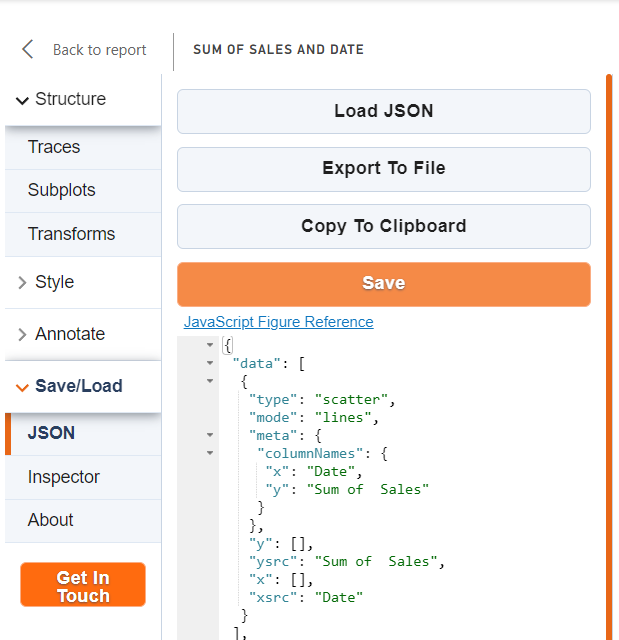 Back to report
SUM OF SALES AND DATE
Structure
Traces
Subplots
Transforms
Style
Annotate
Save/Load
JSON
Inspector
About
Get In
Touch
Load JSON
Export To File
Copy To Clipboard
Save
JavaScript Figure Reference
{
"data": [
{
"type": "scatter",
"mode": "lines",
"meta": {
"columnNames": {
"x": "Date",
"y": "Sum of  Sales"
}
},
"y": [],
"ysrc": "Sum of  Sales",
"x": [],
"xsrc": "Date"
}
],